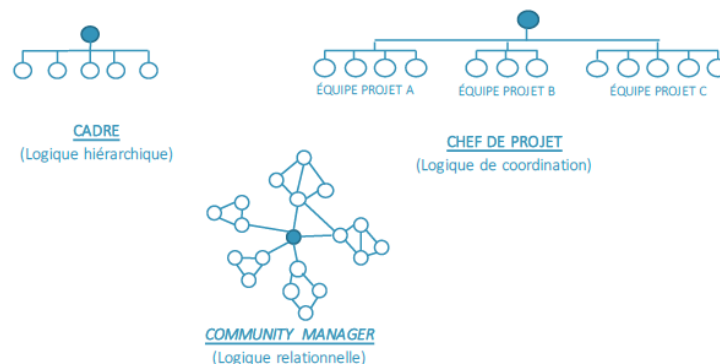 ÉQUIPE PROJET A
ÉQUIPE PROJET B
ÉQUIPE PROJET C
CADRE
(Logique hiérarchique)
CHEF DE PROJET
(Logique de coordination)
COMMUNITY MANAGER
(Logique relationnelle)